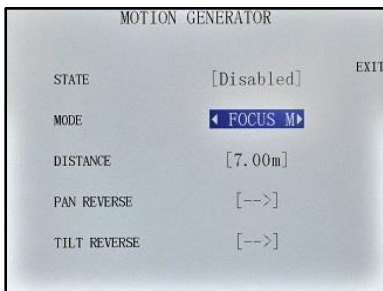 MOTION GENERATOR
EXIT
STATE [Disabled]
MODE FOCUS M
DISTANCE [7.00m]
PAN REVERSE [-->]
TILT REVERSE [-->]